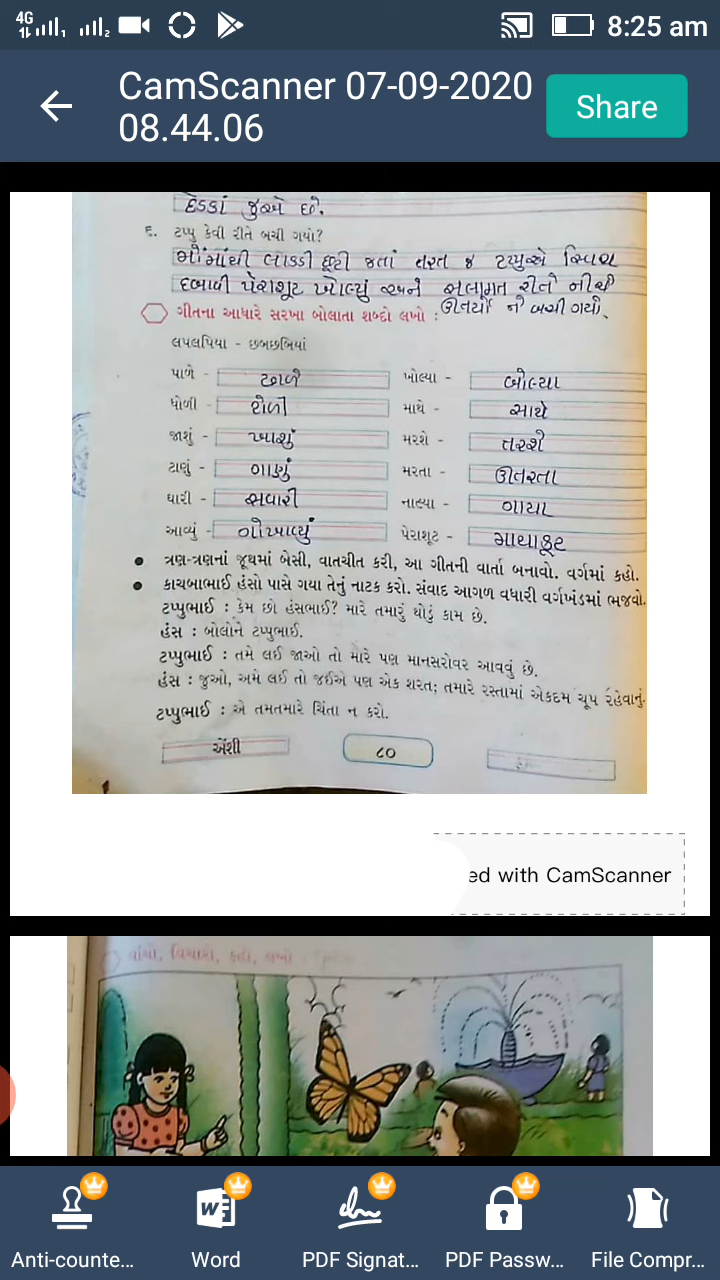 4G 8:25 am
CamScanner 07-09-2020
08.44.06
Share
દેડકાં જુએ છે.
૬. ટપ્પુ કેવી રીતે બચી ગયો?
મોંમાંથી લાકડી છૂટી જતાં તરત જ ટપ્પુએ સ્વિચ
દબાવી પેરાશૂટ ખોલ્યું અને સલામત રીતે નીચે
ઊતર્યો ને બચી ગયો.
ગીતના આધારે સરખા બોલાતા શબ્દો લખો :
લપલપિયા - છબછબિયાં
પાળે - ઢાળે ખોલ્યા - બોલ્યા
ધોળી - ટોળી માથે - સાથે
જાશું - ખાશું મરશે - તરશે
ટાણું - ગાણું મરતા - ઊતરતા
ધારી - સવારી નાવ્યા - ગાયા
આવ્યું - ગોખાવ્યું પેરાશૂટ - માથાકૂટ
• ત્રણ-ત્રણનાં જૂથમાં બેસી, વાતચીત કરી, આ ગીતની વાર્તા બનાવો. વર્ગમાં કહો.
• કાચબાભાઈ હંસો પાસે ગયા તેનું નાટક કરો. સંવાદ આગળ વધારી વર્ગખંડમાં ભજવો.
ટપ્પુભાઈ : કેમ છો હંસભાઈ? મારે તમારું થોડું કામ છે.
હંસ : બોલોને ટપ્પુભાઈ.
ટપ્પુભાઈ : તમે લઈ જાઓ તો મારે પણ માનસરોવર આવવું છે.
હંસ : જુઓ, અમે લઈ તો જઈએ પણ એક શરત; તમારે રસ્તામાં એકદમ ચૂપ રહેવાનું.
ટપ્પુભાઈ : એ તમતમારે ચિંતા ન કરો.
એંશી ૮૦
ed with CamScanner
વાંચો, વિચારો, કહો, લખો :
Anti-counte... Word PDF Signat... PDF Passw... File Compr...